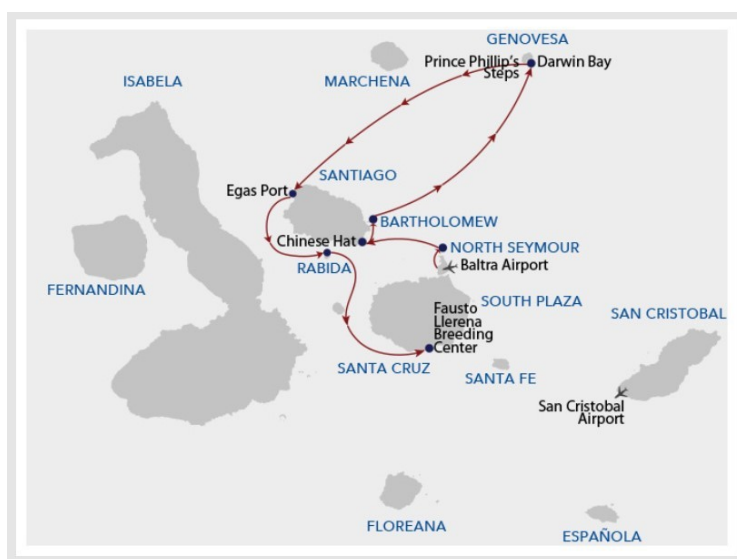 GENOVESA
Prince Phillip's
Steps
Darwin Bay
MARCHENA
ISABELA
SANTIAGO
Egas Port
BARTHOLOMEW
Chinese Hat
NORTH SEYMOUR
RABIDA
Baltra Airport
FERNANDINA
SOUTH PLAZA
Fausto
Llerena
Breeding
Center
SAN CRISTOBAL
SANTA CRUZ
SANTA FE
San Cristobal
Airport
FLOREANA
ESPAÑOLA